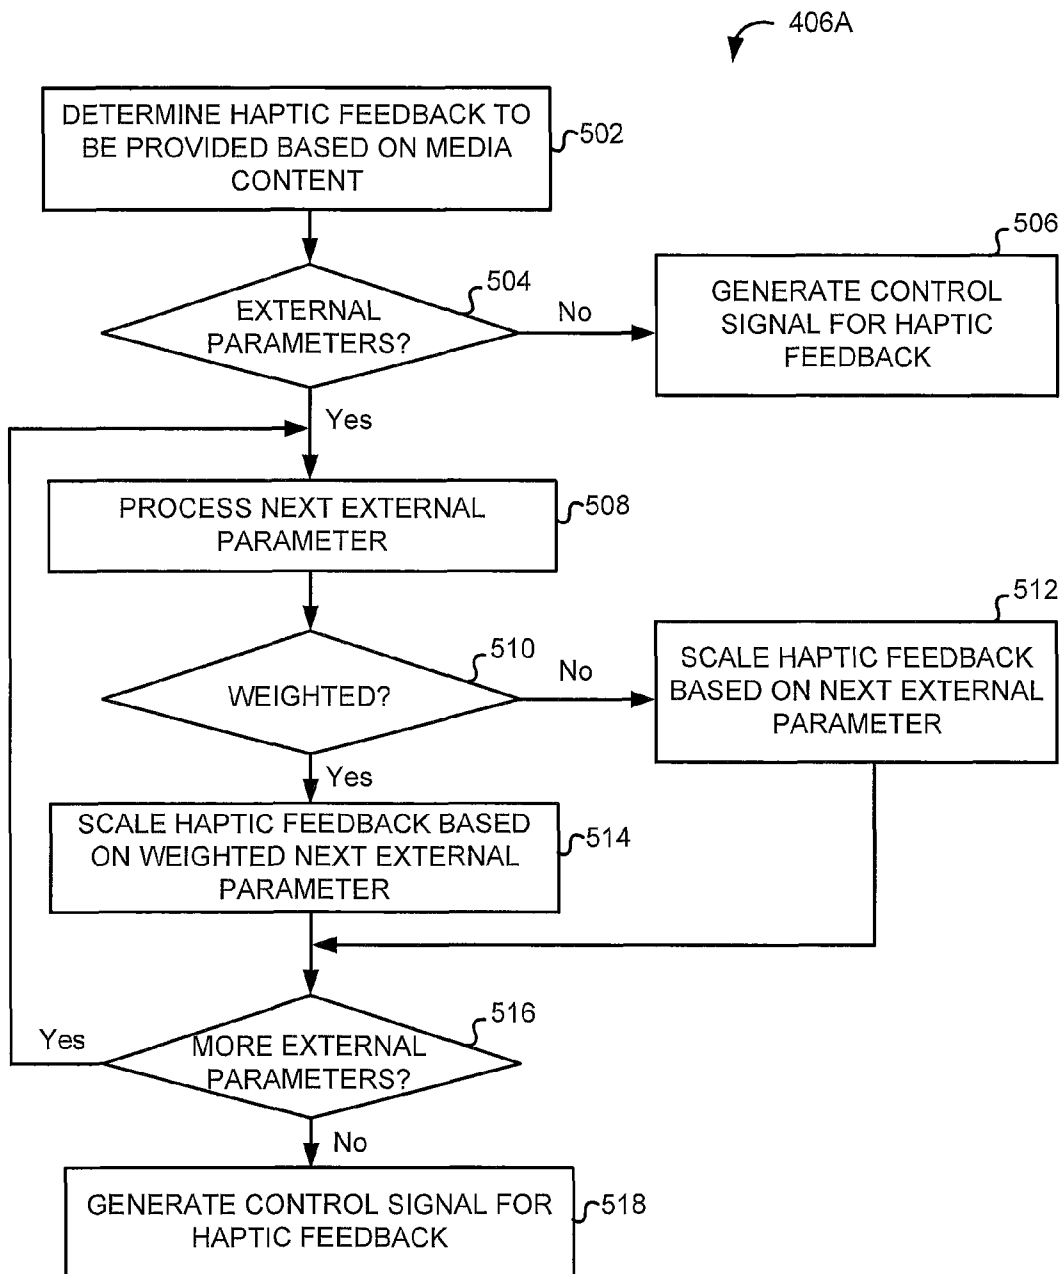 406A
DETERMINE HAPTIC FEEDBACK TO
BE PROVIDED BASED ON MEDIA
CONTENT
502
506
504
EXTERNAL
PARAMETERS?
No
GENERATE CONTROL
SIGNAL FOR HAPTIC
FEEDBACK
Yes
PROCESS NEXT EXTERNAL
PARAMETER
508
512
510
WEIGHTED?
No
SCALE HAPTIC FEEDBACK
BASED ON NEXT EXTERNAL
PARAMETER
Yes
SCALE HAPTIC FEEDBACK BASED
ON WEIGHTED NEXT EXTERNAL
PARAMETER
514
516
Yes
MORE EXTERNAL
PARAMETERS?
No
GENERATE CONTROL SIGNAL FOR
HAPTIC FEEDBACK
518